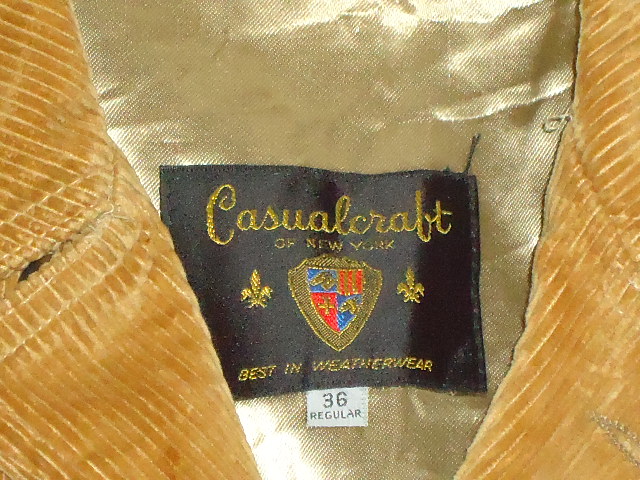 Casualcraft
OF NEW YORK
BEST IN WEATHERWEAR
36
REGULAR